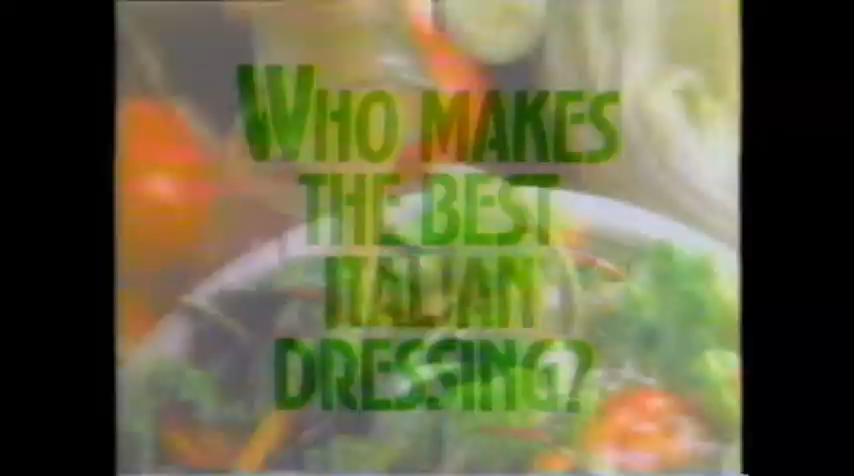 WHO MAKES
THE BEST
ITALIAN
DRESSING?